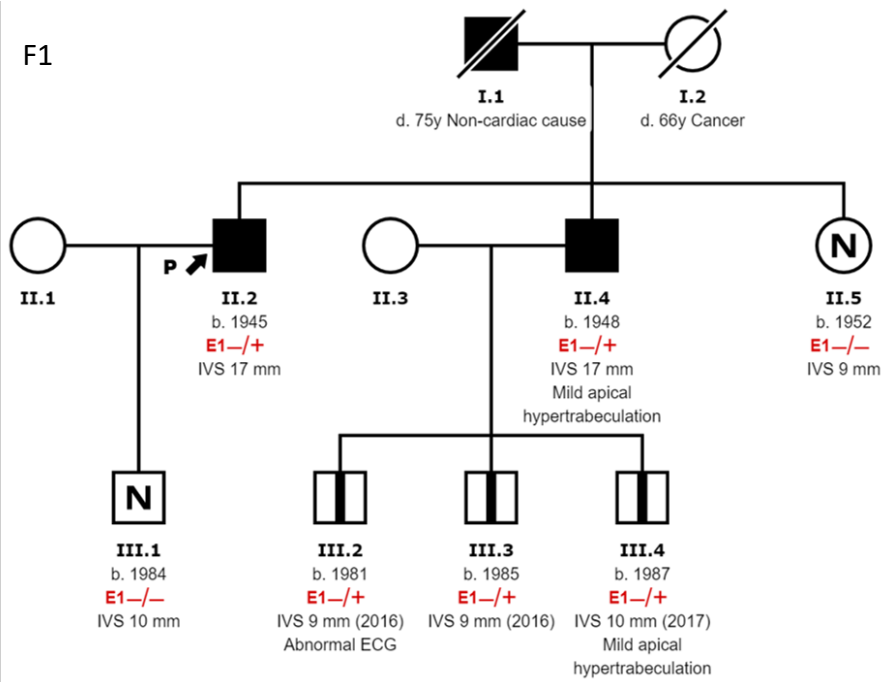 F1
I.1
I.2
d. 75y Non-cardiac cause
d. 66y Cancer
P
N
II.1
II.2
II.3
II.4
II.5
b. 1945
b. 1948
b. 1952
E1—/+
E1—/+
E1—/—
IVS 17 mm
IVS 17 mm
IVS 9 mm
Mild apical
hypertrabeculation
N
III.1
III.2
III.3
III.4
b. 1984
b. 1981
b. 1985
b. 1987
E1—/—
E1—/+
E1—/+
E1—/+
IVS 10 mm
IVS 9 mm (2016)
IVS 9 mm (2016)
IVS 10 mm (2017)
Abnormal ECG
Mild apical
hypertrabeculation